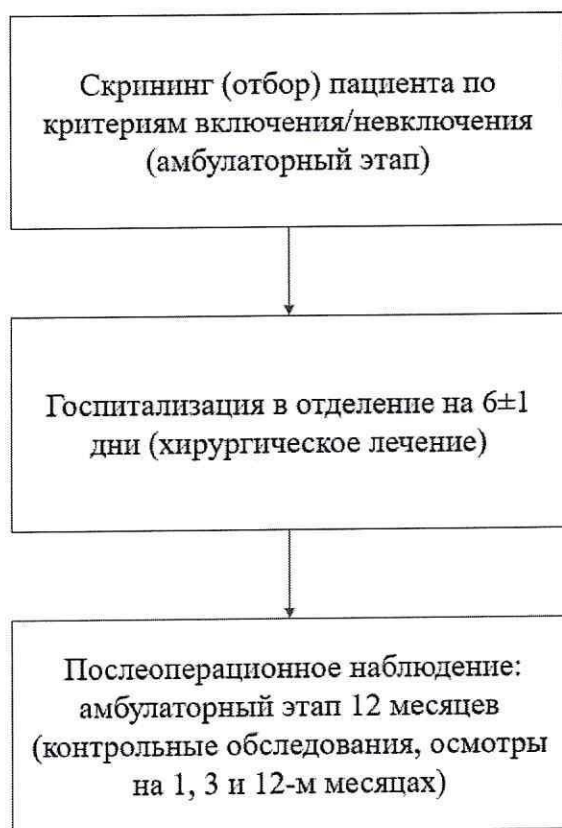 Скрининг (отбор) пациента по
критериям включения/невключения
(амбулаторный этап)
Госпитализация в отделение на 6±1
дни (хирургическое лечение)
Послеоперационное наблюдение:
амбулаторный этап 12 месяцев
(контрольные обследования, осмотры
на 1, 3 и 12-м месяцах)